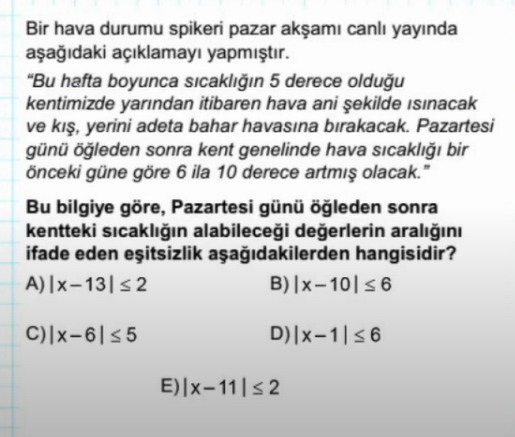 Bir hava durumu spikeri pazar akşamı canlı yayında
aşağıdaki açıklamayı yapmıştır.
"Bu hafta boyunca sıcaklığın 5 derece olduğu
kentimizde yarından itibaren hava ani şekilde ısınacak
ve kış, yerini adeta bahar havasına bırakacak. Pazartesi
günü öğleden sonra kent genelinde hava sıcaklığı bir
önceki güne göre 6 ila 10 derece artmış olacak."
Bu bilgiye göre, Pazartesi günü öğleden sonra
kentteki sıcaklığın alabileceği değerlerin aralığını
ifade eden eşitsizlik aşağıdakilerden hangisidir?
A) |x-13| ≤ 2 B) |x-10| ≤ 6
C) |x-6| ≤ 5 D) |x-1| ≤ 6
E) |x-11| ≤ 2